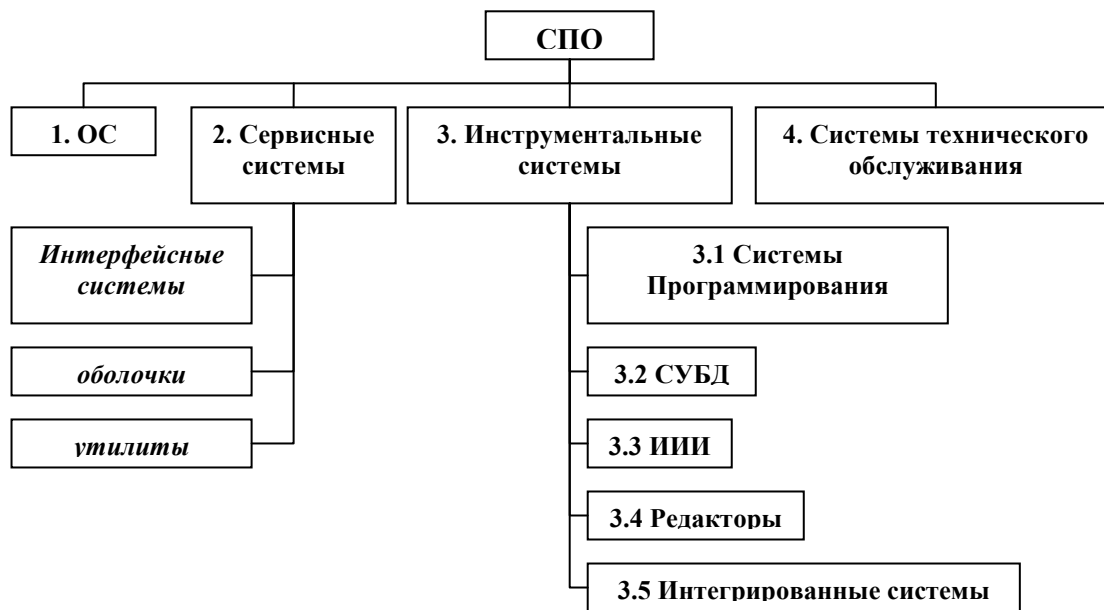 СПО
1. ОС
2. Сервисные
системы
3. Инструментальные
системы
4. Системы технического
обслуживания
Интерфейсные
системы
оболочки
утилиты
3.1 Системы
Программирования
3.2 СУБД
3.3 ИИИ
3.4 Редакторы
3.5 Интегрированные системы